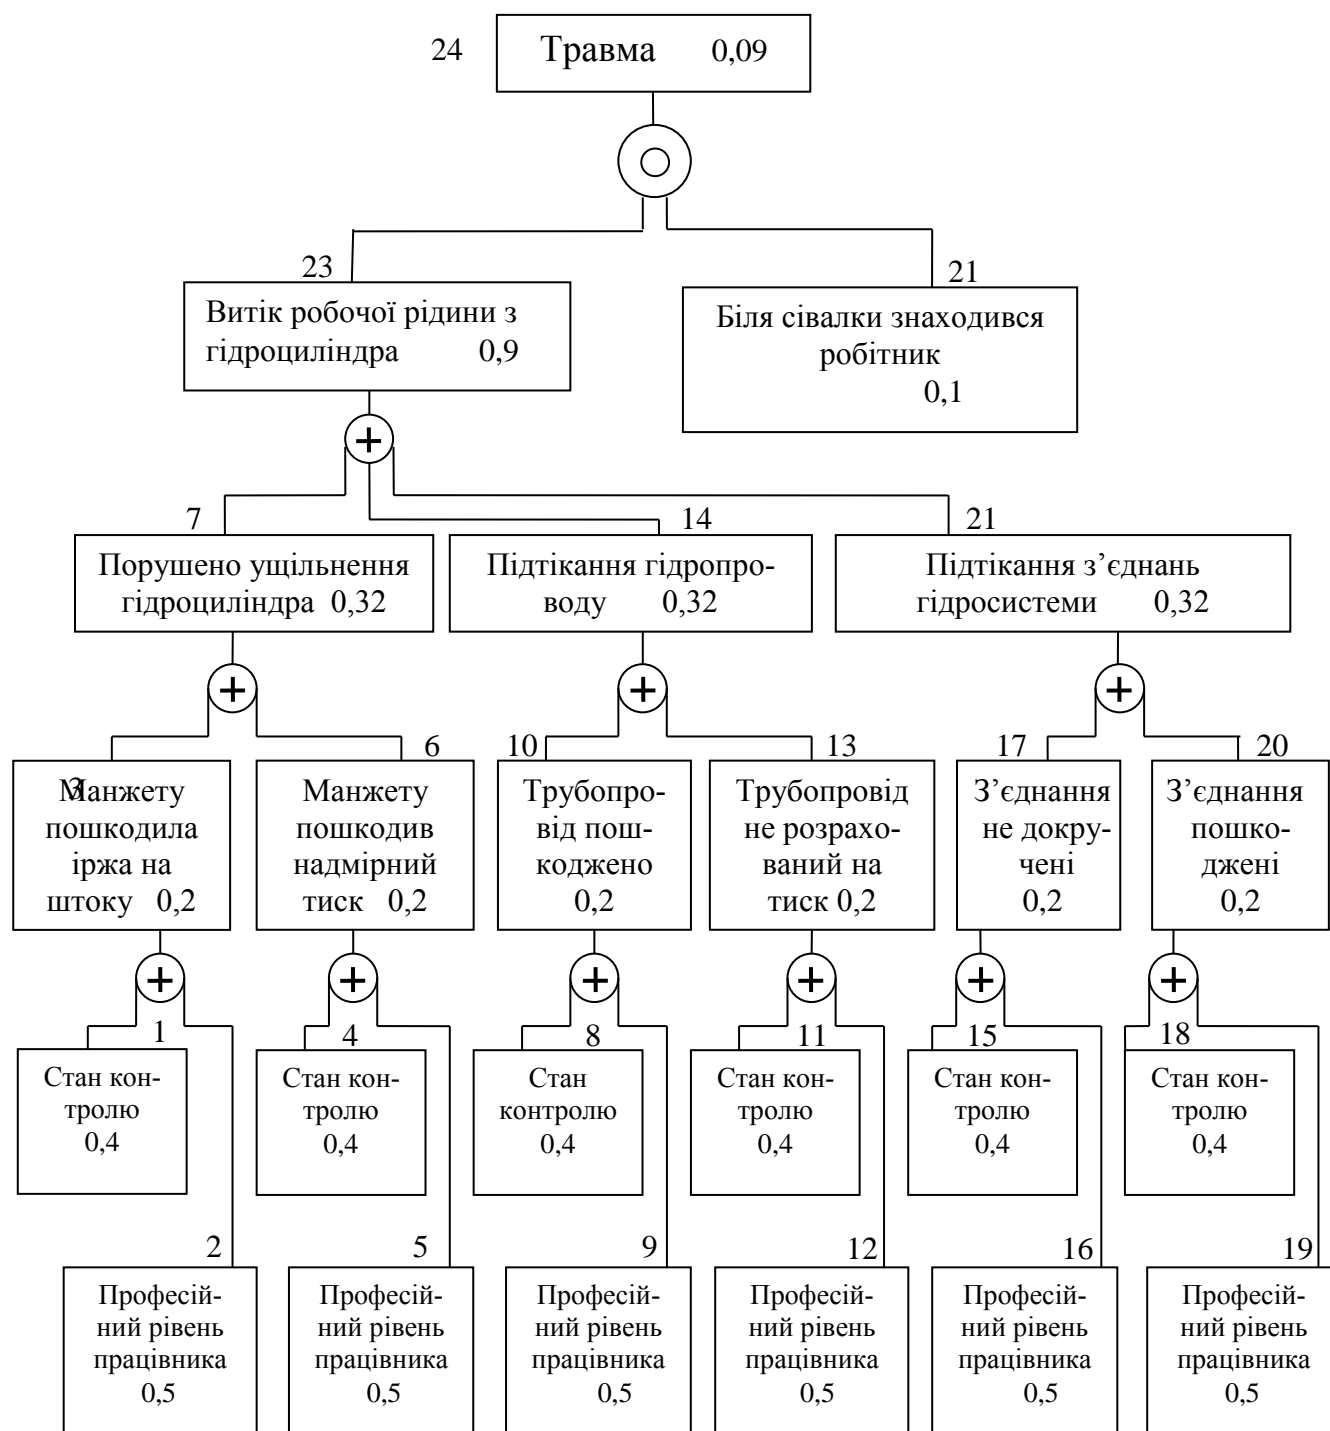 24
Травма 0,09
23
Витік робочої рідини з
гідроциліндра 0,9
21
Біля сівалки знаходився
робітник
0,1
+
7
Порушено ущільнення
гідроциліндра 0,32
14
Підтікання гідропро-
воду 0,32
21
Підтікання з’єднань
гідросистеми 0,32
+
+
+
3
Манжету
пошкодила
іржа на
штоку 0,2
6
Манжету
пошкодив
надмірний
тиск 0,2
10
Трубопро-
від пош-
коджено
0,2
13
Трубопровід
не розрахо-
ваний на
тиск 0,2
17
З’єднання
не докру-
чені
0,2
20
З’єднання
пошко-
джені
0,2
+
+
+
+
+
+
1
Стан кон-
тролю
0,4
4
Стан кон-
тролю
0,4
8
Стан
контролю
0,4
11
Стан кон-
тролю
0,4
15
Стан кон-
тролю
0,4
18
Стан кон-
тролю
0,4
2
Професій-
ний рівень
працівника
0,5
5
Професій-
ний рівень
працівника
0,5
9
Професій-
ний рівень
працівника
0,5
12
Професій-
ний рівень
працівника
0,5
16
Професій-
ний рівень
працівника
0,5
19
Професій-
ний рівень
працівника
0,5